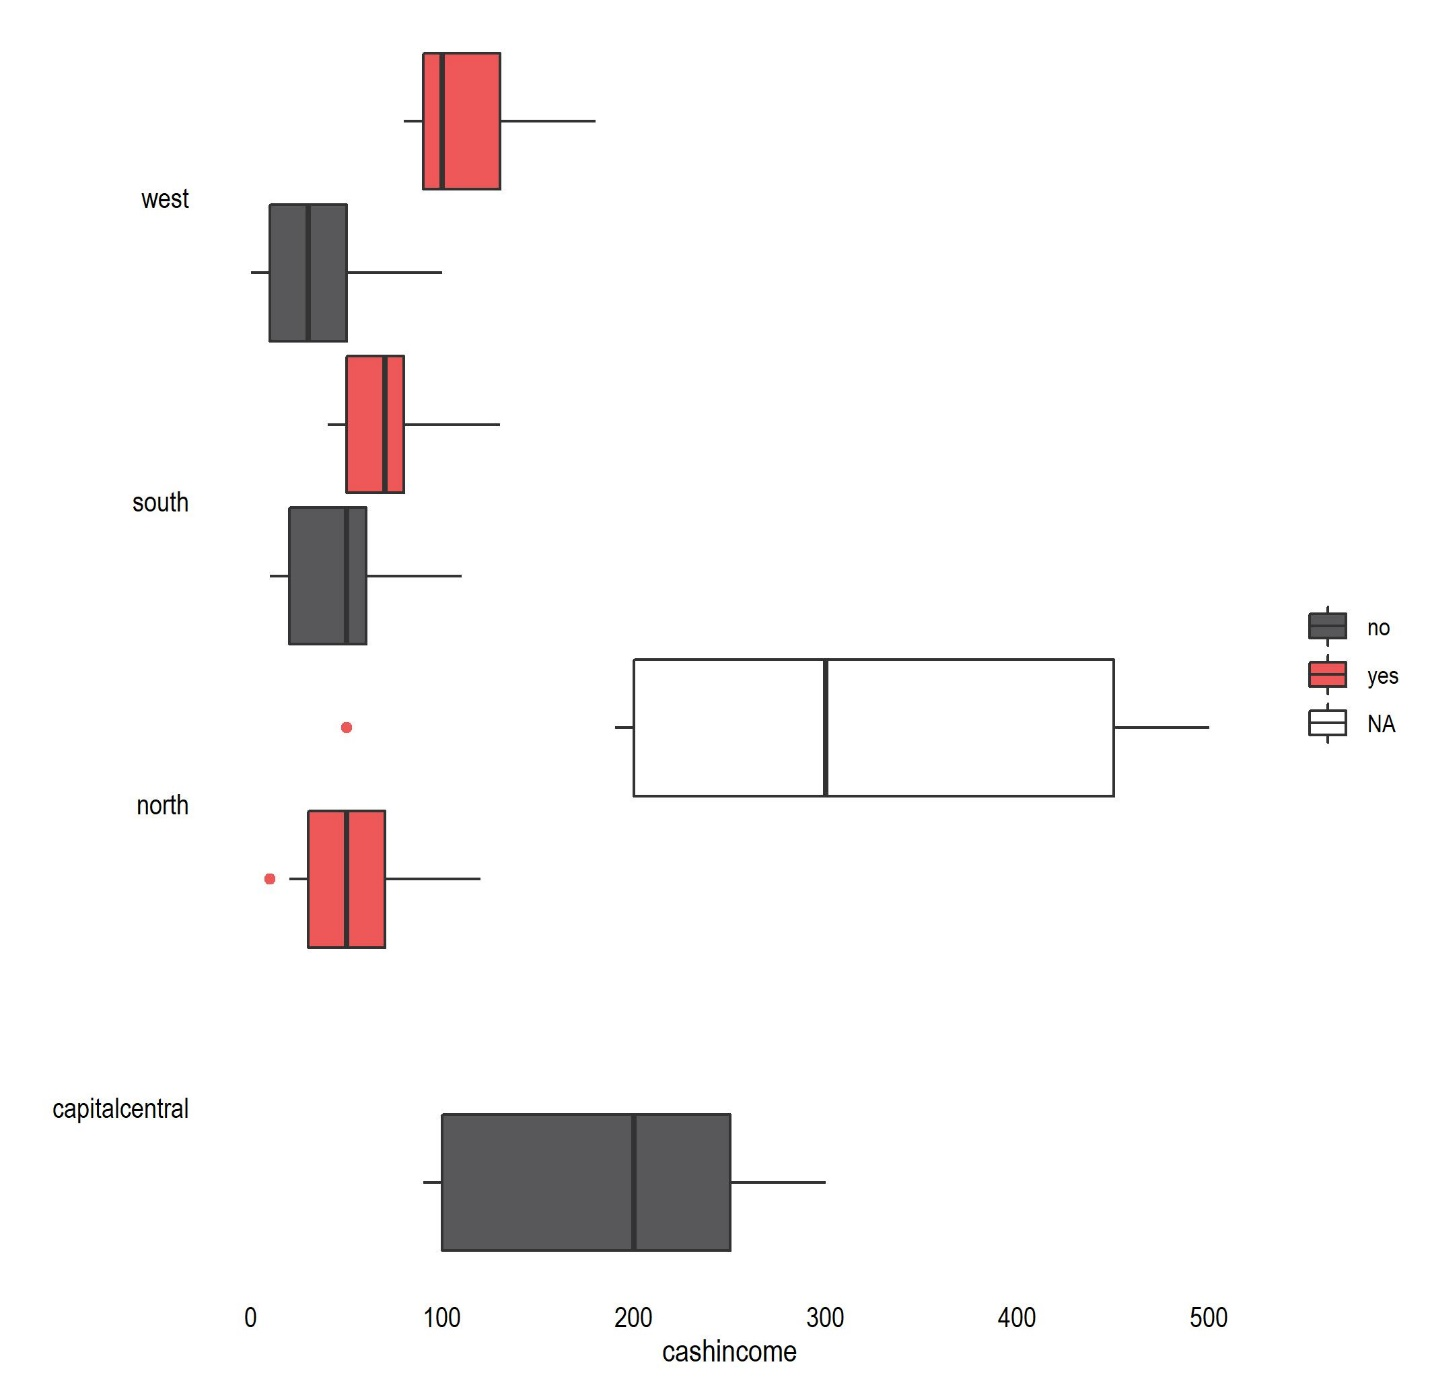 west
south
north
capitalcentral
no
yes
NA
0 100 200 300 400 500
cashincome